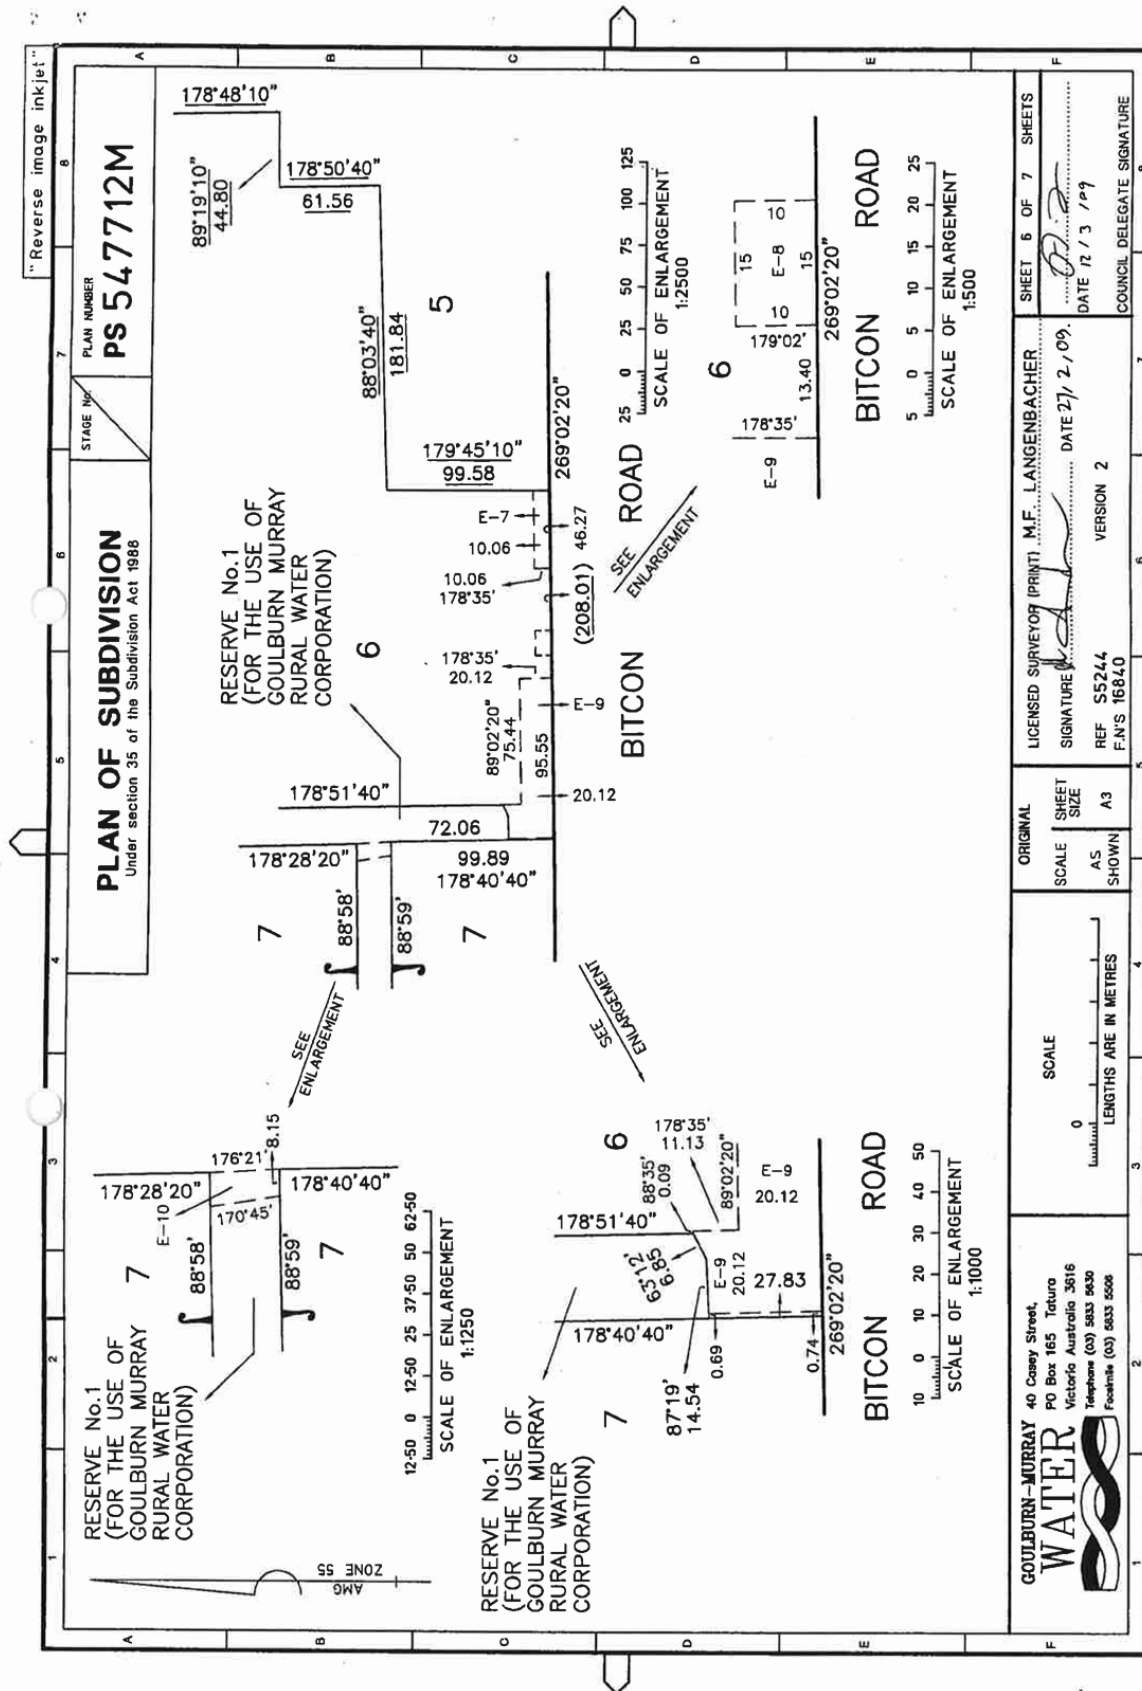 "Reverse image inkjet"
PLAN OF SUBDIVISION
Under section 35 of the Subdivision Act 1988
STAGE No.
PLAN NUMBER
PS 547712M
1 2 3 4 5 6 7 8
A
B
C
D
E
F
RESERVE No.1
(FOR THE USE OF
GOULBURN MURRAY
RURAL WATER
CORPORATION)
7
E-10
88°58'
178°28'20"
176°21'
170°45'
8.15
88°59'
178°40'40"
7
12·50 0 12·50 25 37·50 50 62·50
SCALE OF ENLARGEMENT
1:1250
AMG
ZONE 55
SEE
ENLARGEMENT
7
178°28'20"
88°58'
88°59'
7
99.89
178°40'40"
72.06
178°51'40"
RESERVE No.1
(FOR THE USE OF
GOULBURN MURRAY
RURAL WATER
CORPORATION)
6
89°02'20"
75.44
95.55
20.12
E-9
178°35'
20.12
10.06
178°35'
10.06
E-7
46.27
(208.01)
179°45'10"
99.58
269°02'20"
88°03'40"
181.84
5
178°50'40"
61.56
89°19'10"
44.80
178°48'10"
BITCON ROAD
25 0 25 50 75 100 125
SCALE OF ENLARGEMENT
1:2500
SEE
ENLARGEMENT
SEE
ENLARGEMENT
RESERVE No.1
(FOR THE USE OF
GOULBURN MURRAY
RURAL WATER
CORPORATION)
7
178°40'40"
178°51'40"
6
88°35'
0.09
178°35'
11.13
67°12'
6.85
89°02'20"
E-9
20.12
E-9
20.12
87°19'
14.54
0.69
27.83
0.74
269°02'20"
BITCON ROAD
10 0 10 20 30 40 50
SCALE OF ENLARGEMENT
1:1000
6
E-9
178°35'
13.40
179°02'
10
15
E-8
15
10
269°02'20"
BITCON ROAD
5 0 5 10 15 20 25
SCALE OF ENLARGEMENT
1:500
GOULBURN-MURRAY
WATER
40 Casey Street,
PO Box 165 Tatura
Victoria Australia 3616
Telephone (03) 5833 5630
Facsimile (03) 5833 5506
SCALE
0
LENGTHS ARE IN METRES
ORIGINAL
SCALE
AS
SHOWN
SHEET
SIZE
A3
LICENSED SURVEYOR (PRINT) M.F. LANGENBACHER
SIGNATURE DATE 27/2/09.
REF S5244
F.N'S 16840
VERSION 2
SHEET 6 OF 7 SHEETS
DATE 12/3/09
COUNCIL DELEGATE SIGNATURE